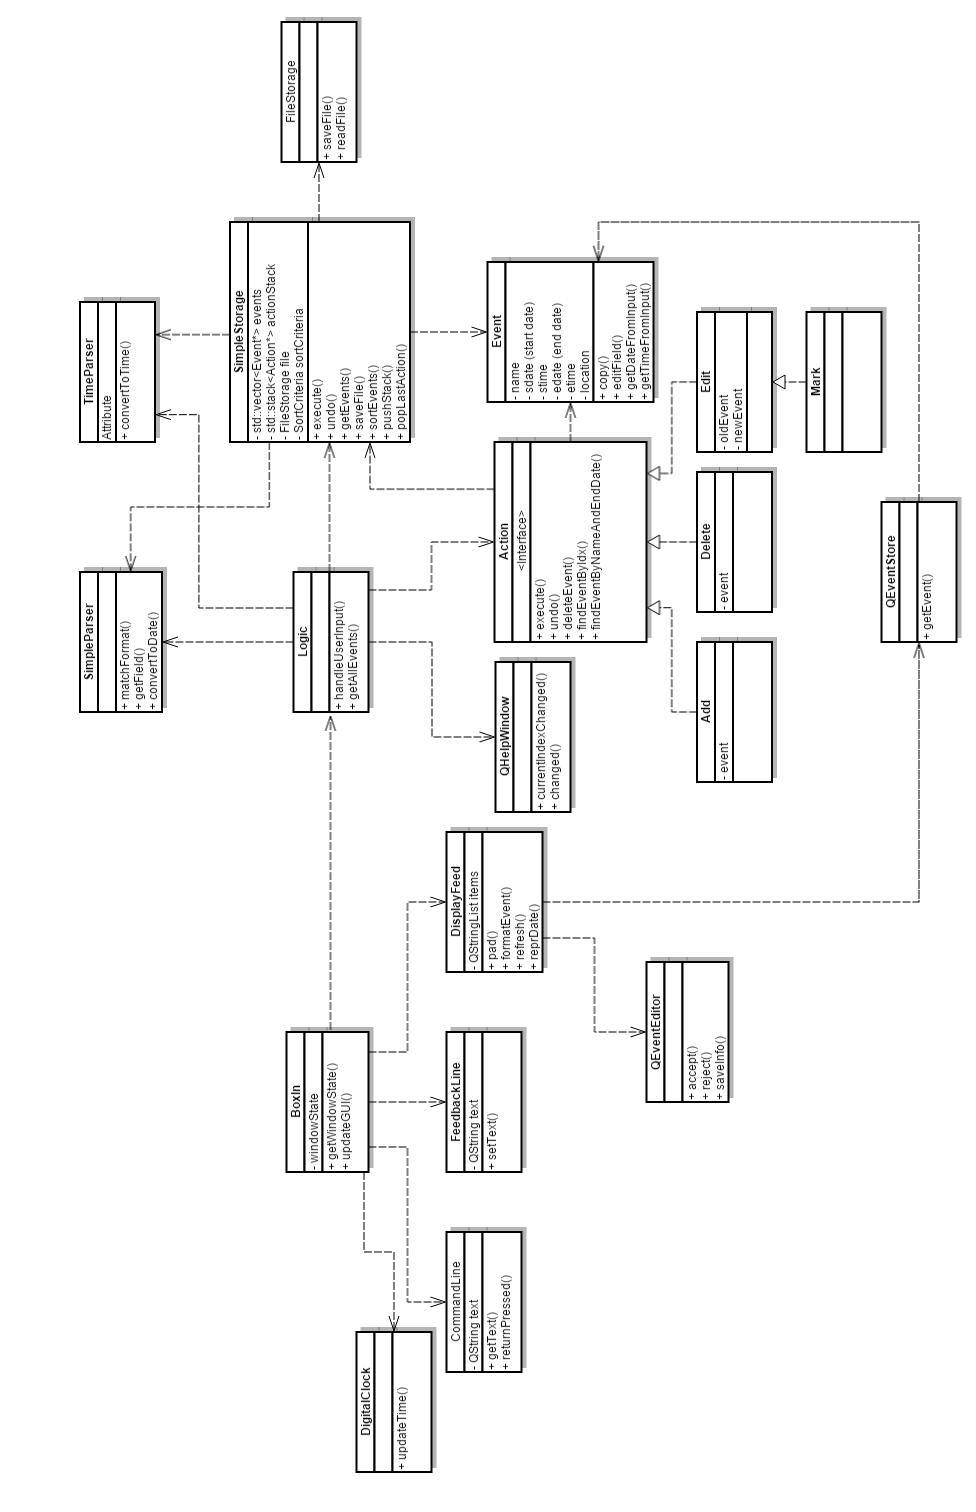 DigitalClock
+ updateTime()
CommandLine
- QString text
+ getText()
+ returnPressed()
BoxIn
- windowState
+ getWindowState()
+ updateGUI()
FeedbackLine
- QString text
+ setText()
DisplayFeed
- QStringList items
+ pad()
+ formatEvent()
+ refresh()
+ reprDate()
QEventEditor
+ accept()
+ reject()
+ saveInfo()
SimpleParser
+ matchFormat()
+ getField()
+ convertToDate()
Logic
+ handleUserInput()
+ getAllEvents()
QHelpWindow
+ currentIndexChanged()
+ changed()
Add
- event
TimeParser
Attribute
+ convertToTime()
SimpleStorage
- std::vector<Event*> events
- std::stack<Action*> actionStack
- FileStorage file
- SortCriteria sortCriteria
+ execute()
+ undo()
+ getEvents()
+ saveFile()
+ sortEvents()
+ pushStack()
+ popLastAction()
Action
<Interface>
+ execute()
+ undo()
+ deleteEvent()
+ findEventByIdx()
+ findEventByNameAndEndDate()
Delete
- event
QEventStore
+ getEvent()
Event
- name
- sdate (start date)
- stime
- edate (end date)
- etime
- location
+ copy()
+ editField()
+ getDateFromInput()
+ getTimeFromInput()
Edit
- oldEvent
- newEvent
Mark
FileStorage
+ saveFile()
+ readFile()